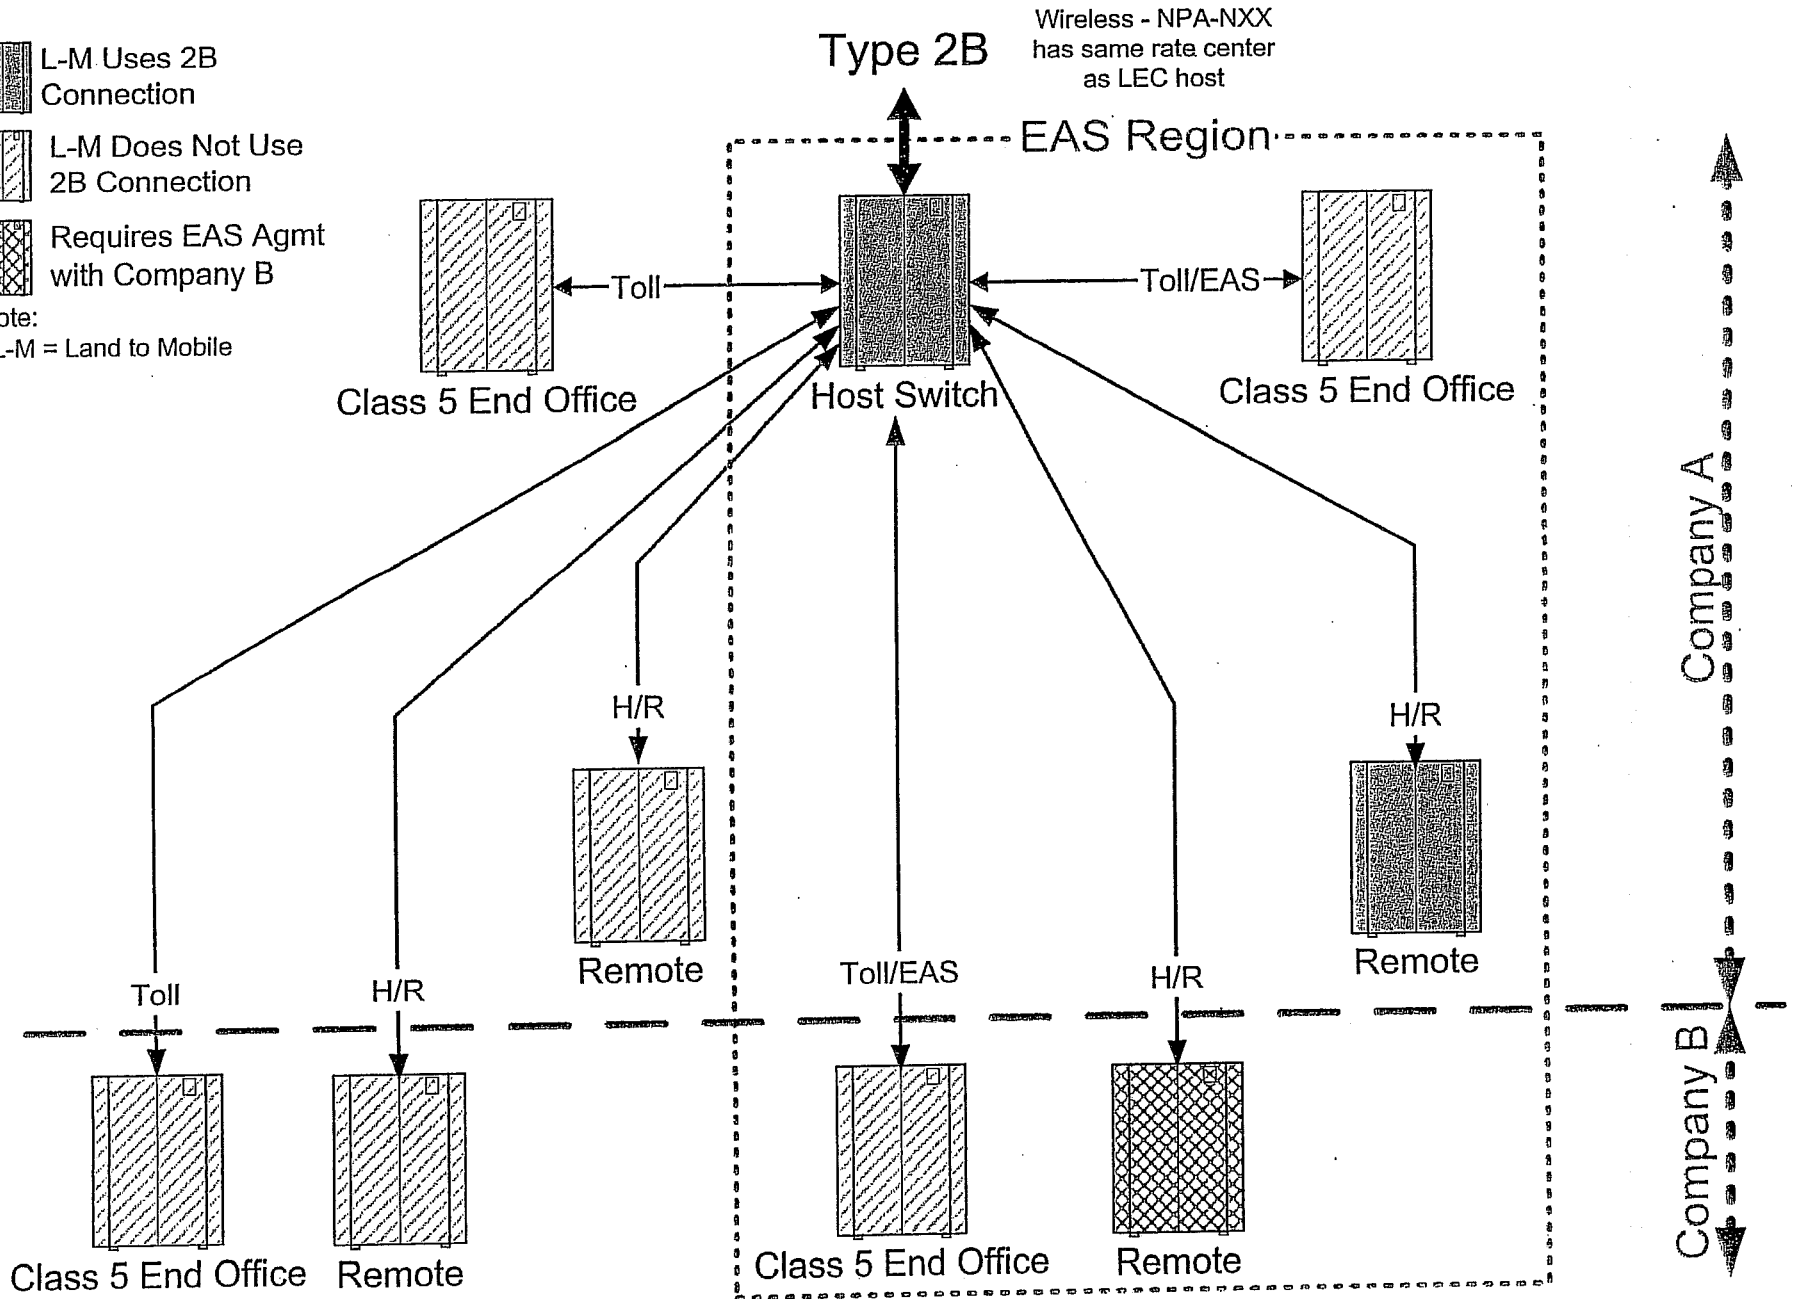 L-M Uses 2B
Connection
L-M Does Not Use
2B Connection
Requires EAS Agmt
with Company B
ote:
L-M = Land to Mobile
Type 2B
Wireless - NPA-NXX
has same rate center
as LEC host
EAS Region
Toll
Toll/EAS
Class 5 End Office
Host Switch
Class 5 End Office
Company A
H/R
H/R
Remote
Remote
Toll
H/R
Toll/EAS
H/R
Company B
Class 5 End Office
Remote
Class 5 End Office
Remote